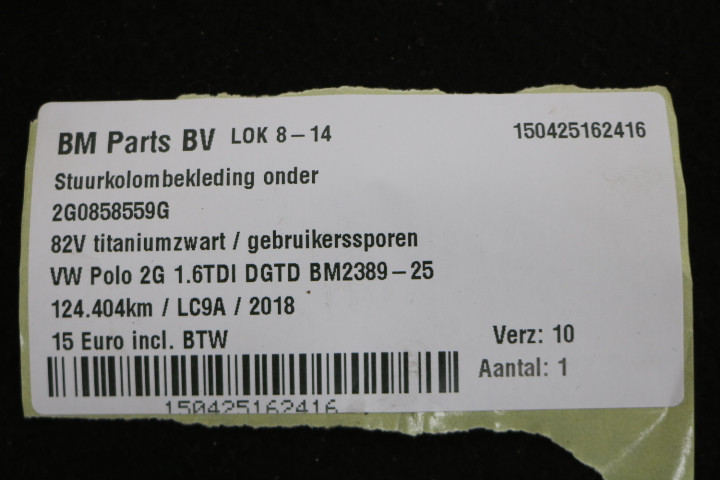 BM Parts BV LOK 8-14 150425162416
Stuurkolombekleding onder
2G0858559G
82V titaniumzwart / gebruikerssporen
VW Polo 2G 1.6TDI DGTD BM2389-25
124.404km / LC9A / 2018
15 Euro incl. BTW Verz: 10
Aantal: 1
150425162416